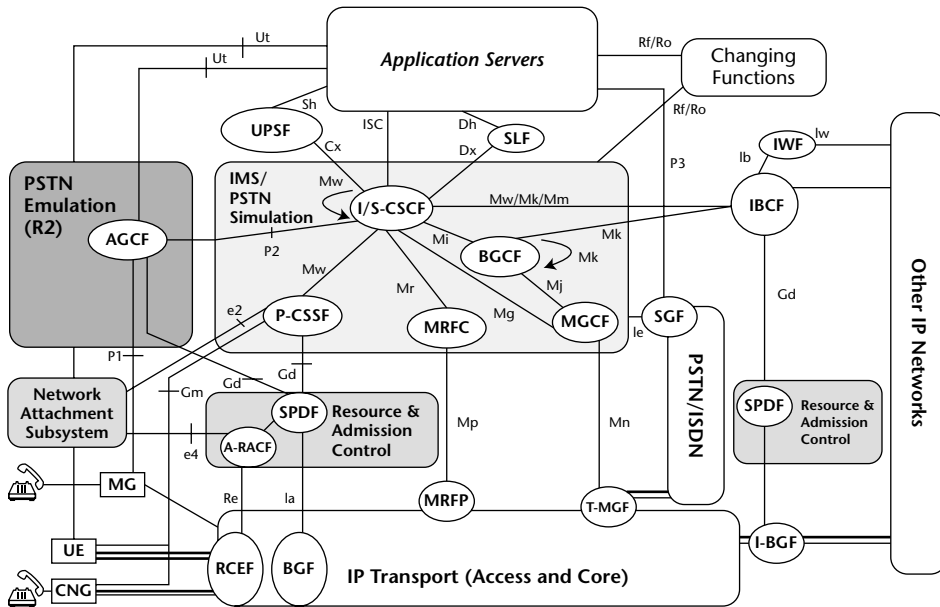 Ut
Ut
Application Servers
Rf/Ro
Changing
Functions
Rf/Ro
Sh
ISC
Dh
UPSF
SLF
Cx
Dx
P3
IWF
Iw
Ib
PSTN
Emulation
(R2)
IMS/
PSTN
Simulation
Mw
I/S-CSCF
Mw/Mk/Mm
IBCF
AGCF
P2
Mi
BGCF
Mk
Mk
Mw
Mr
Mj
Gd
Other IP Networks
e2
P-CSSF
MRFC
Mg
MGCF
Ie
SGF
P1
Gm
Gd
Gd
PSTN/ISDN
Network
Attachment
Subsystem
SPDF
Resource &
Admission
Control
A-RACF
e4
Mp
Mn
SPDF
Resource &
Admission
Control
MG
Re
Ia
MRFP
T-MGF
UE
I-BGF
RCEF
BGF
IP Transport (Access and Core)
CNG